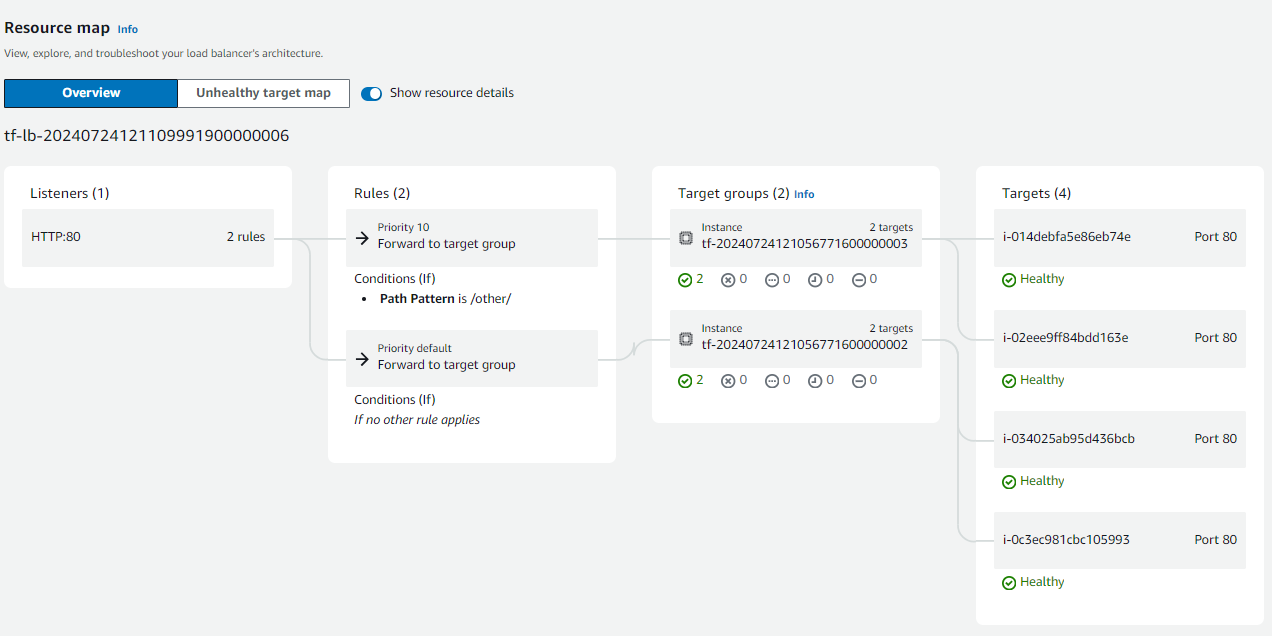 Resource map Info
View, explore, and troubleshoot your load balancer's architecture.
Overview Unhealthy target map Show resource details
tf-lb-20240724121109991900000006
Listeners (1)
HTTP:80 2 rules
Rules (2)
Priority 10
Forward to target group
Conditions (If)
• Path Pattern is /other/
Priority default
Forward to target group
Conditions (If)
If no other rule applies
Target groups (2) Info
Instance 2 targets
tf-20240724121056771600000003
2 0 0 0 0
Instance 2 targets
tf-20240724121056771600000002
2 0 0 0 0
Targets (4)
i-014debfa5e86eb74e Port 80
Healthy
i-02eee9ff84bdd163e Port 80
Healthy
i-034025ab95d436bcb Port 80
Healthy
i-0c3ec981cbc105993 Port 80
Healthy